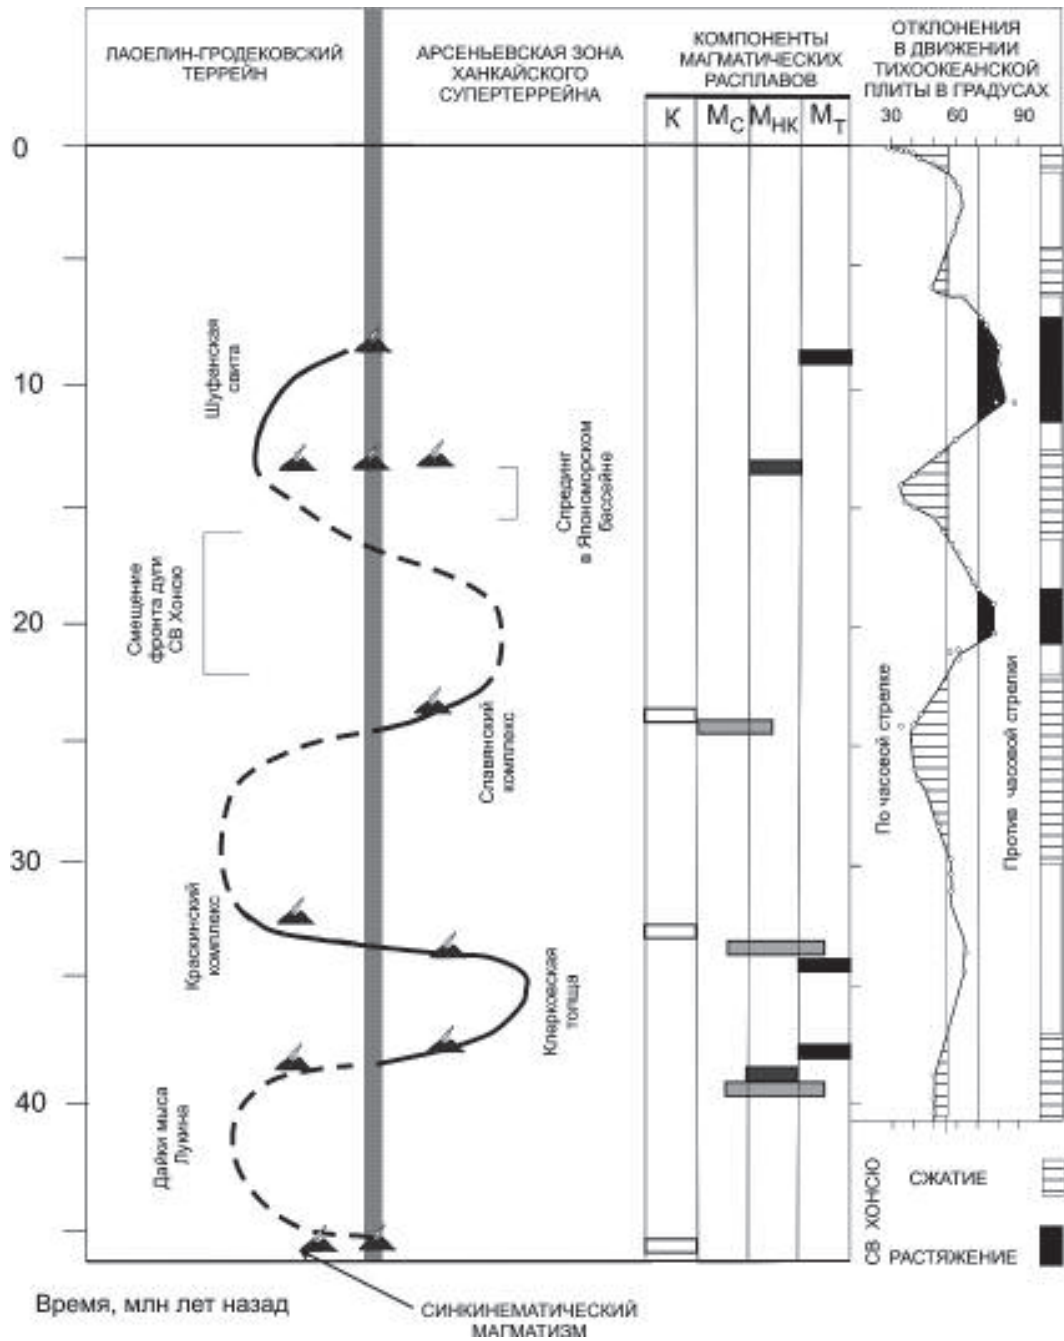 ЛАОЕЛИН-ГРОДЕКОВСКИЙ
ТЕРРЕЙН
АРСЕНЬЕВСКАЯ ЗОНА
ХАНКАЙСКОГО
СУПЕРТЕРРЕЙНА
КОМПОНЕНТЫ
МАГМАТИЧЕСКИХ
РАСПЛАВОВ
ОТКЛОНЕНИЯ
В ДВИЖЕНИИ
ТИХООКЕАНСКОЙ
ПЛИТЫ В ГРАДУСАХ
К МС МНК МТ
30 60 90
0
10
20
30
40
Шуфанская
свита
Спрединг
в Япономорском
бассейне
Смещение
фронта дуги
СВ Хонсю
Славянский
комплекс
Краскинский
комплекс
Клерковская
толща
Дайки мыса
Лукина
По часовой стрелке
Против часовой стрелки
СВ ХОНСЮ
СЖАТИЕ
РАСТЯЖЕНИЕ
Время, млн лет назад
СИНКИНЕМАТИЧЕСКИЙ
МАГМАТИЗМ